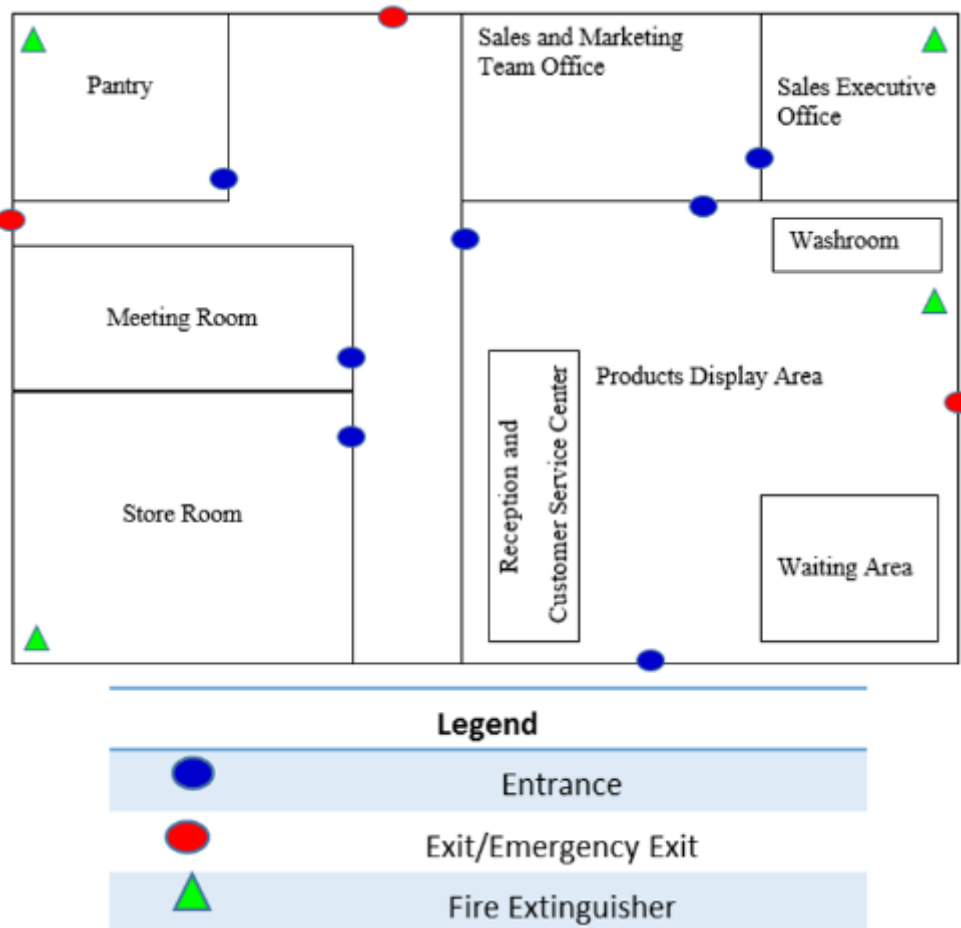 Pantry
Sales and Marketing
Team Office
Sales Executive
Office
Washroom
Meeting Room
Products Display Area
Reception and
Customer Service Center
Store Room
Waiting Area
Legend
Entrance
Exit/Emergency Exit
Fire Extinguisher